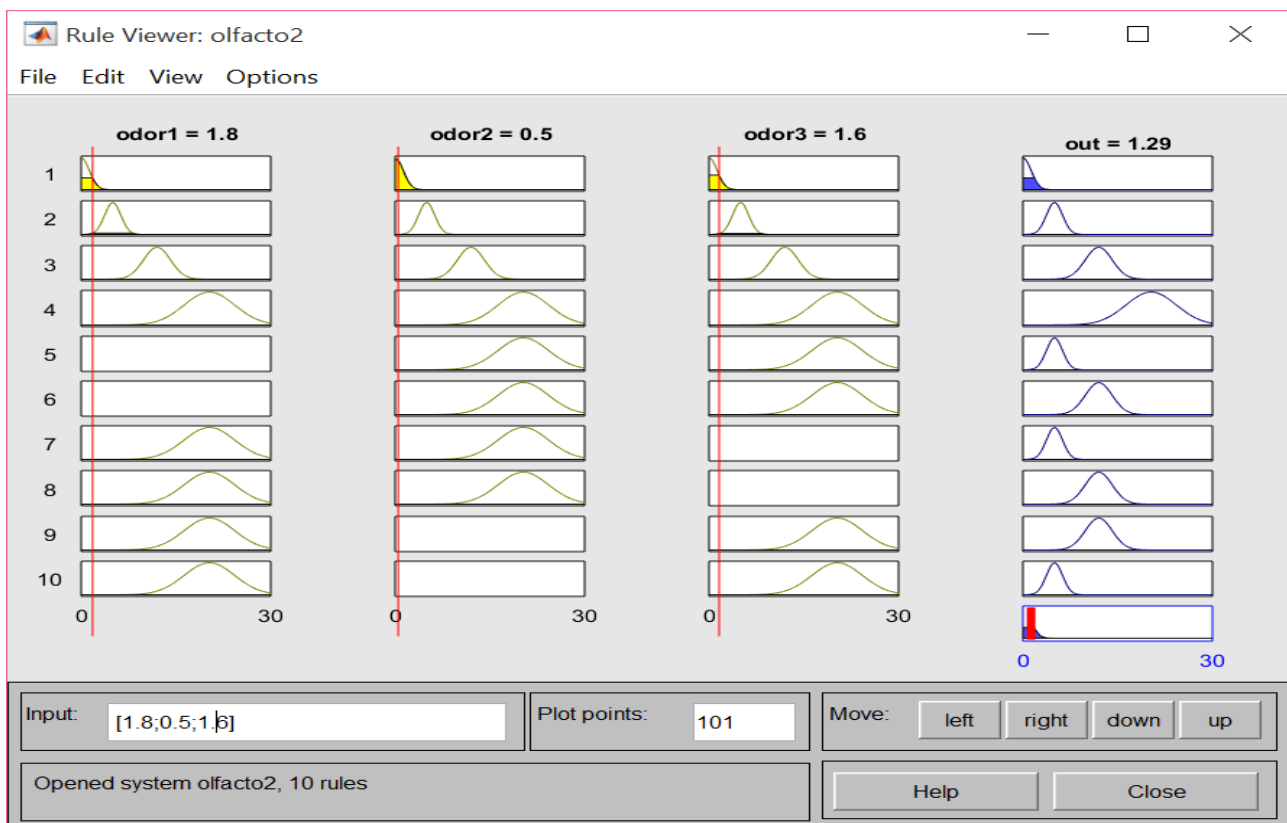 Rule Viewer: olfacto2
File Edit View Options
odor1 = 1.8 odor2 = 0.5 odor3 = 1.6 out = 1.29
1
2
3
4
5
6
7
8
9
10
0 30 0 30 0 30
0 30
Input: [1.8;0.5;1.6] Plot points: 101 Move: left right down up
Opened system olfacto2, 10 rules Help Close